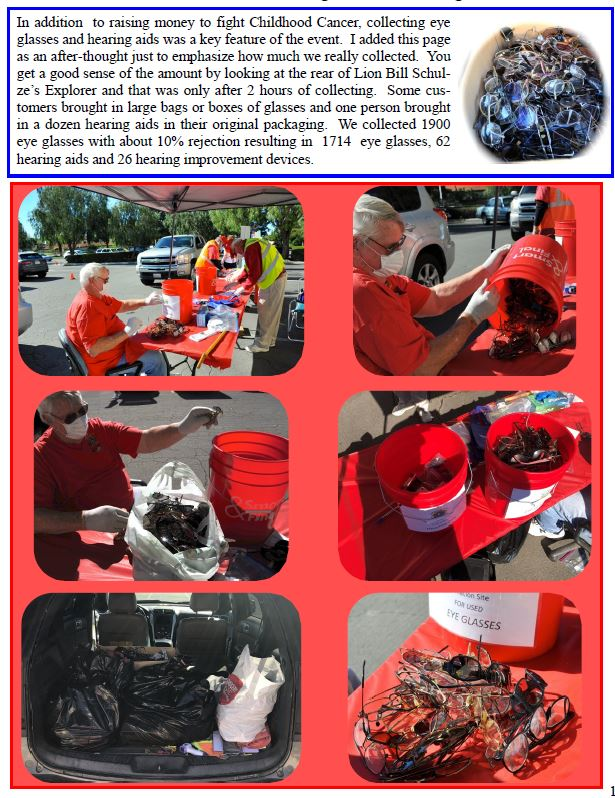 In addition to raising money to fight Childhood Cancer, collecting eye
glasses and hearing aids was a key feature of the event. I added this page
as an after-thought just to emphasize how much we really collected. You
get a good sense of the amount by looking at the rear of Lion Bill Schul-
ze's Explorer and that was only after 2 hours of collecting. Some cus-
tomers brought in large bags or boxes of glasses and one person brought
in a dozen hearing aids in their original packaging. We collected 1900
eye glasses with about 10% rejection resulting in 1714 eye glasses, 62
hearing aids and 26 hearing improvement devices.
Site
FOR USED
EYE GLASSES